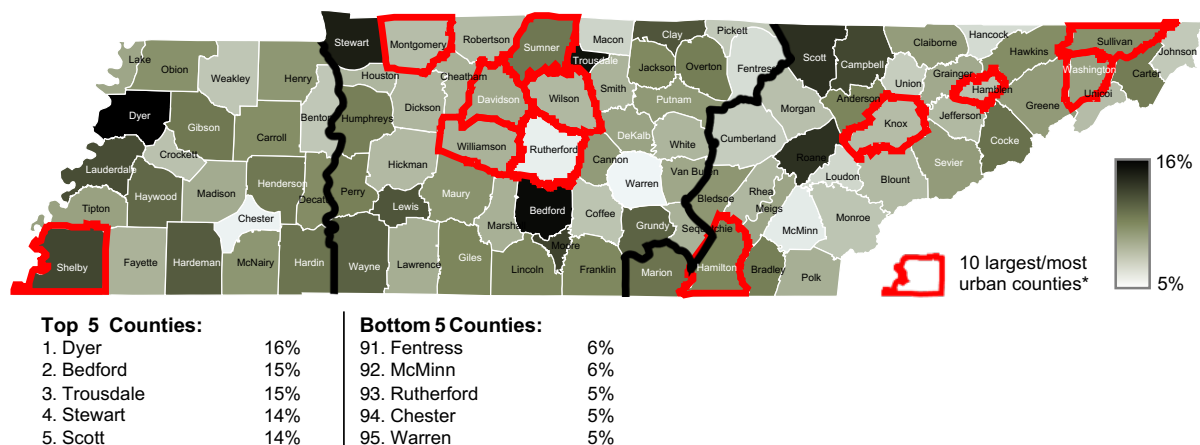 Stewart Montgomery Robertson Sumner Macon Clay Pickett Scott Claiborne Hancock Hawkins Sullivan Johnson
Lake Obion Weakley Henry Houston Cheatham Trousdale Jackson Overton Fentress Campbell Union Grainger Hamblen Washington Carter
Dyer Gibson Carroll Benton Humphreys Dickson Davidson Wilson Smith Putnam Morgan Anderson Knox Jefferson Greene Unicoi
Crockett Williamson Rutherford DeKalb White Cumberland Roane Cocke
Lauderdale Haywood Madison Henderson Decatur Perry Hickman Maury Cannon Warren Van Buren Rhea Loudon Blount Sevier
Tipton Chester Lewis Marshall Bedford Coffee Bledsoe Meigs Monroe
Shelby Fayette Hardeman McNairy Hardin Wayne Lawrence Giles Lincoln Moore Franklin Grundy Marion Sequatchie Hamilton Bradley McMinn Polk
16%
5%
10 largest/most
urban counties*
Top 5 Counties:
1. Dyer 16%
2. Bedford 15%
3. Trousdale 15%
4. Stewart 14%
5. Scott 14%
Bottom 5 Counties:
91. Fentress 6%
92. McMinn 6%
93. Rutherford 5%
94. Chester 5%
95. Warren 5%